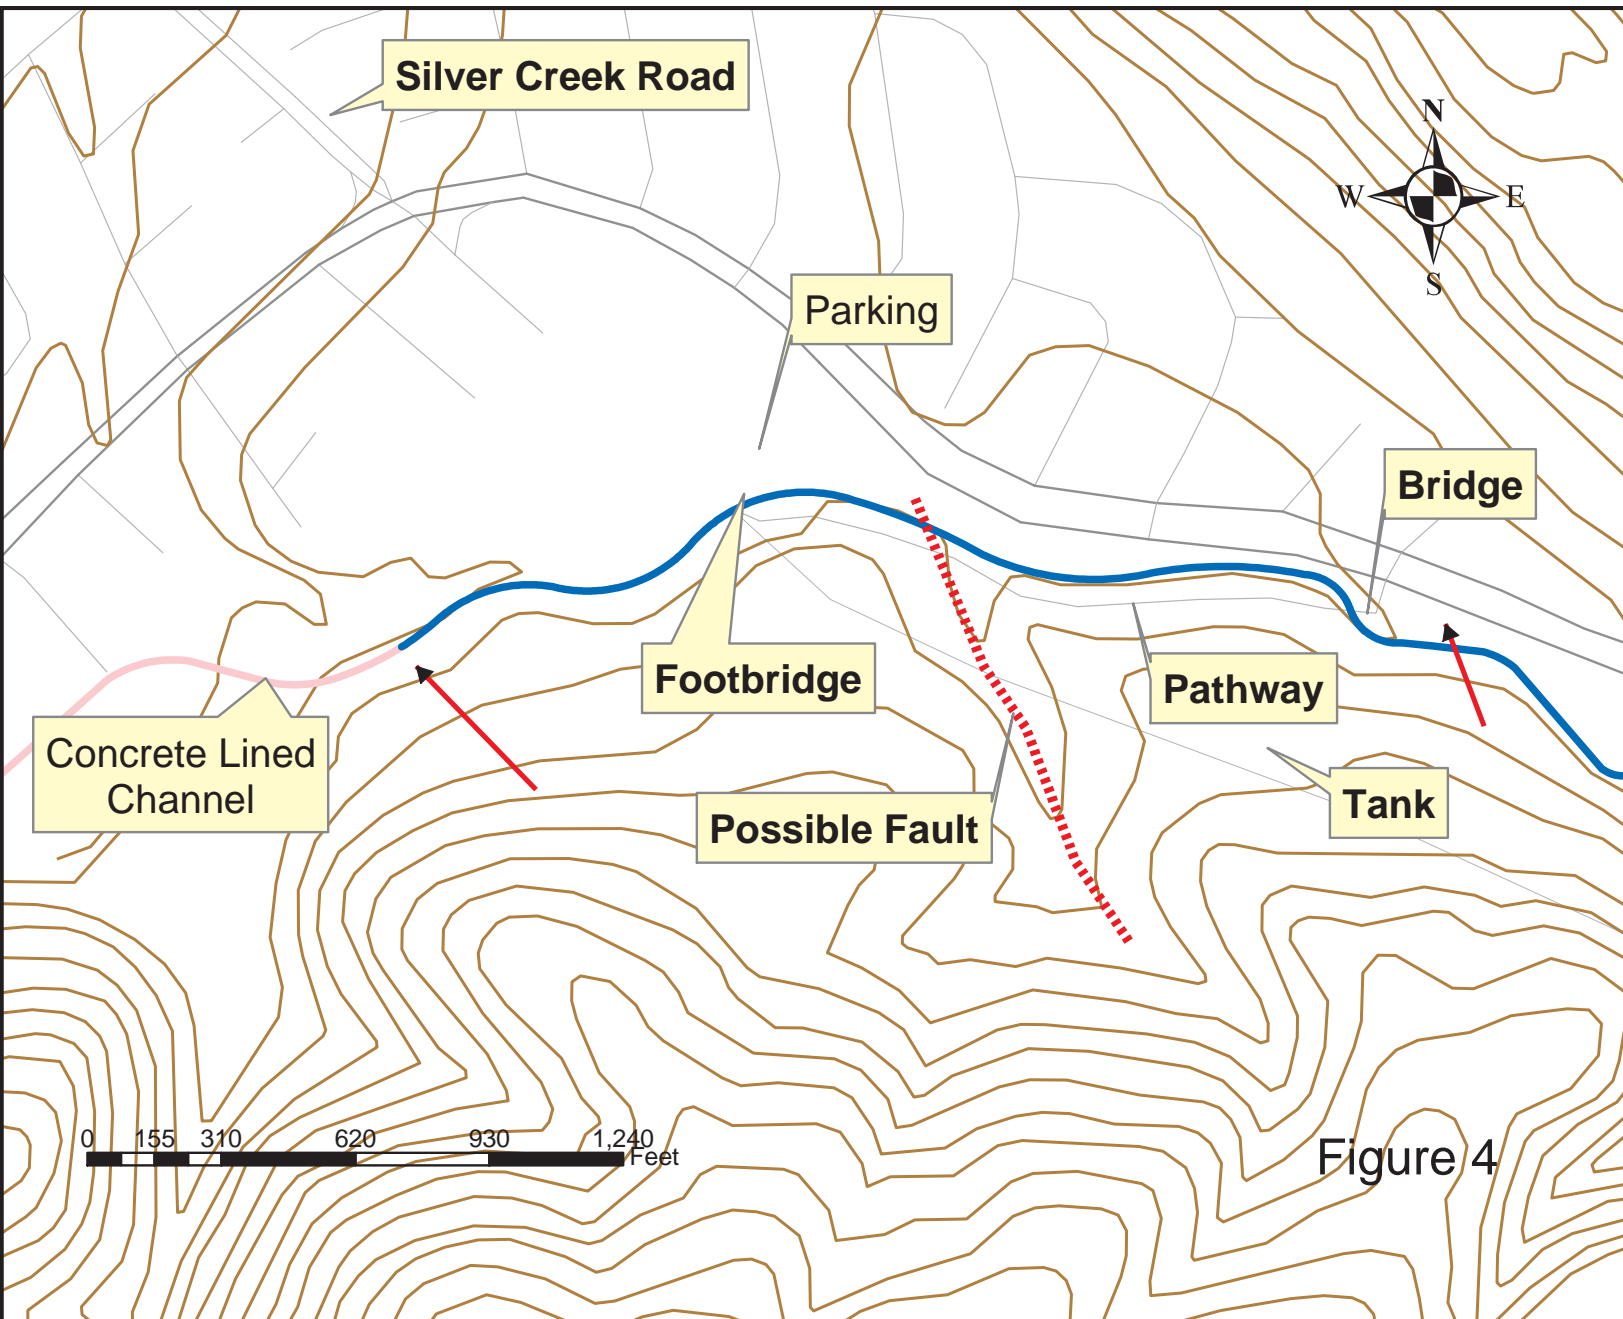 Silver Creek Road
N
W
E
S
Parking
Bridge
Footbridge
Pathway
Concrete Lined
Channel
Tank
Possible Fault
0 155 310 620 930 1,240
Feet
Figure 4